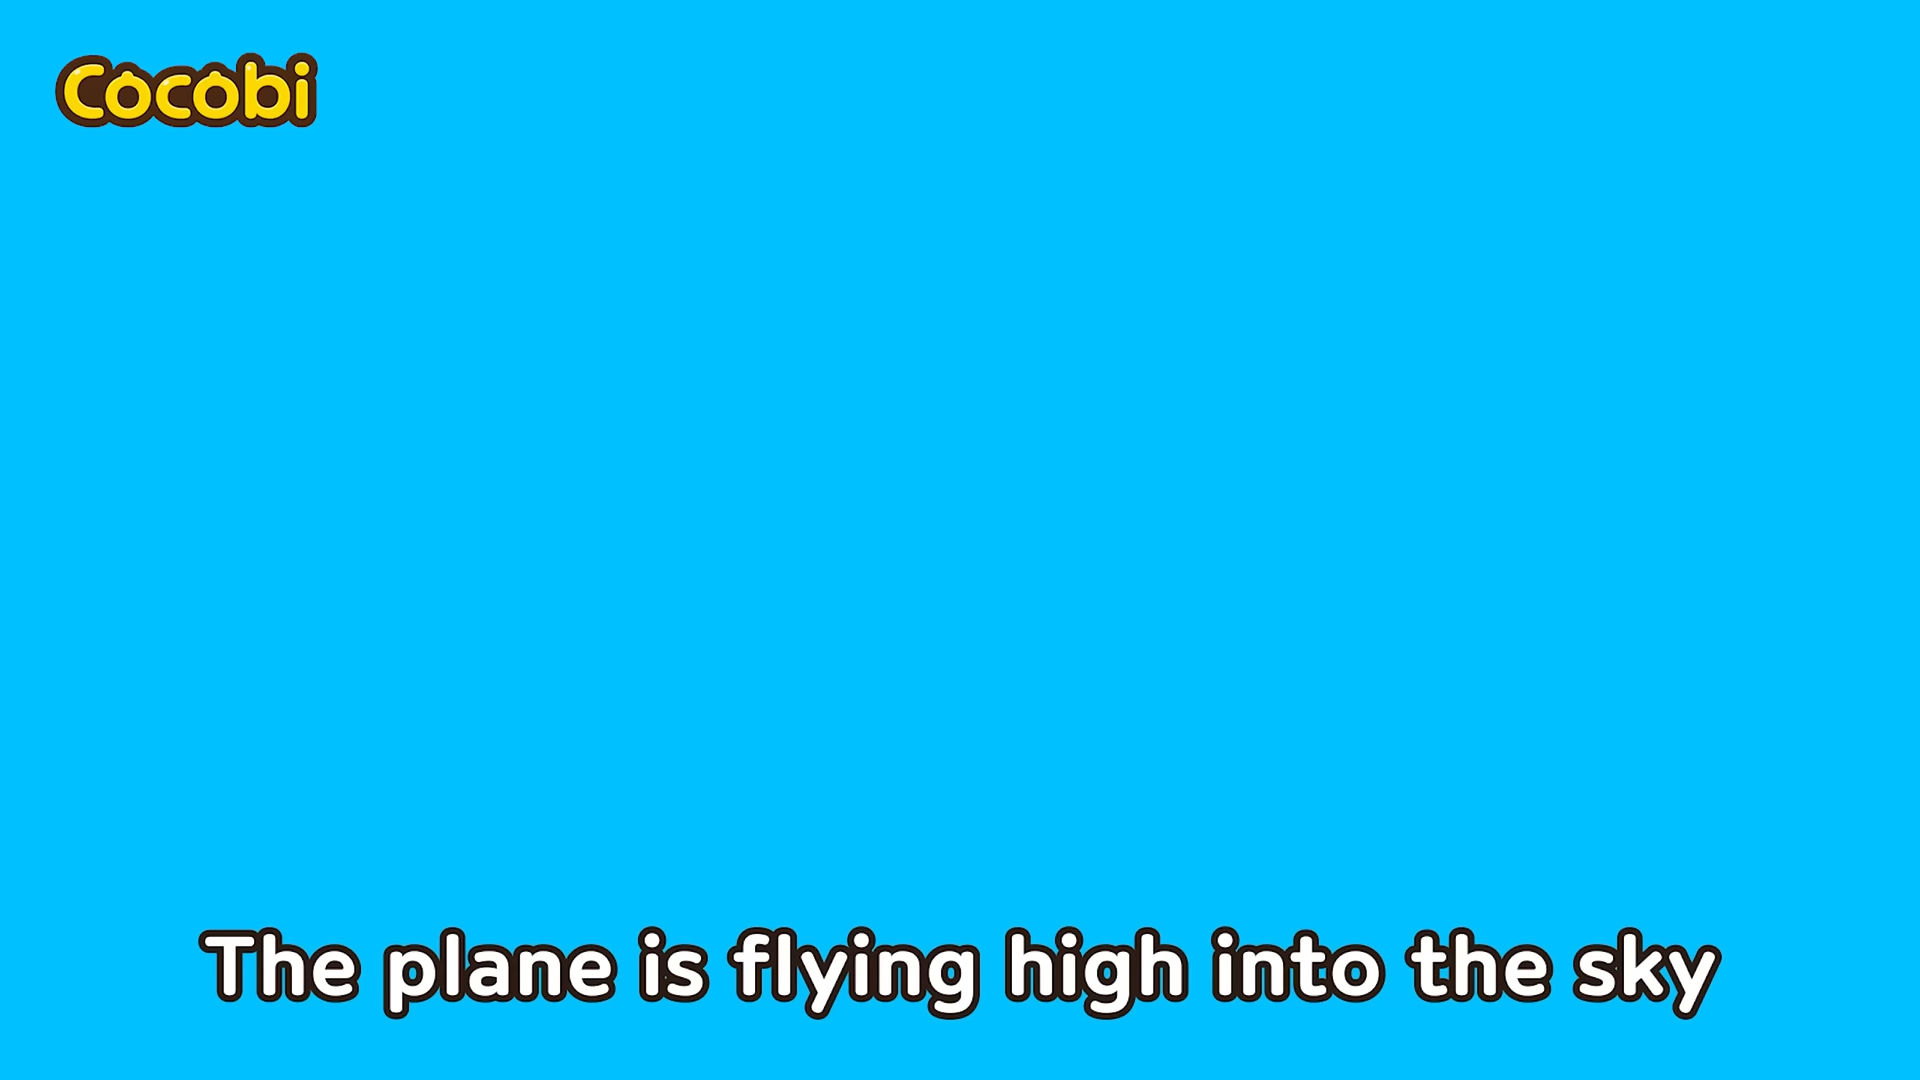 Cocobi
The plane is flying high into the sky